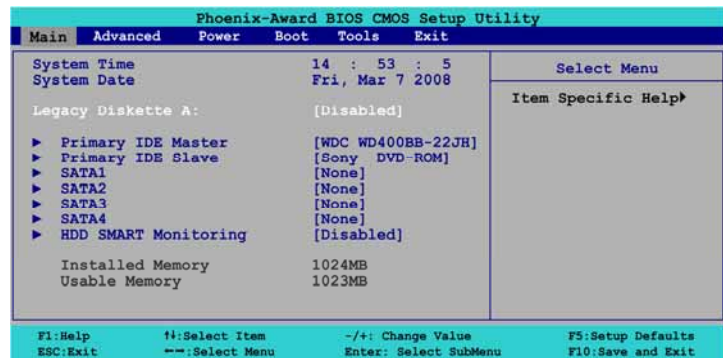 Phoenix-Award BIOS CMOS Setup Utility
Main Advanced Power Boot Tools Exit
System Time 14 : 53 : 5
System Date Fri, Mar 7 2008
Legacy Diskette A: [Disabled]
▶ Primary IDE Master [WDC WD400BB-22JH]
▶ Primary IDE Slave [Sony DVD-ROM]
▶ SATA1 [None]
▶ SATA2 [None]
▶ SATA3 [None]
▶ SATA4 [None]
▶ HDD SMART Monitoring [Disabled]
Installed Memory 1024MB
Usable Memory 1023MB
Select Menu
Item Specific Help▶
F1:Help ↑↓:Select Item -/+: Change Value F5:Setup Defaults
ESC:Exit ←→:Select Menu Enter: Select SubMenu F10:Save and Exit